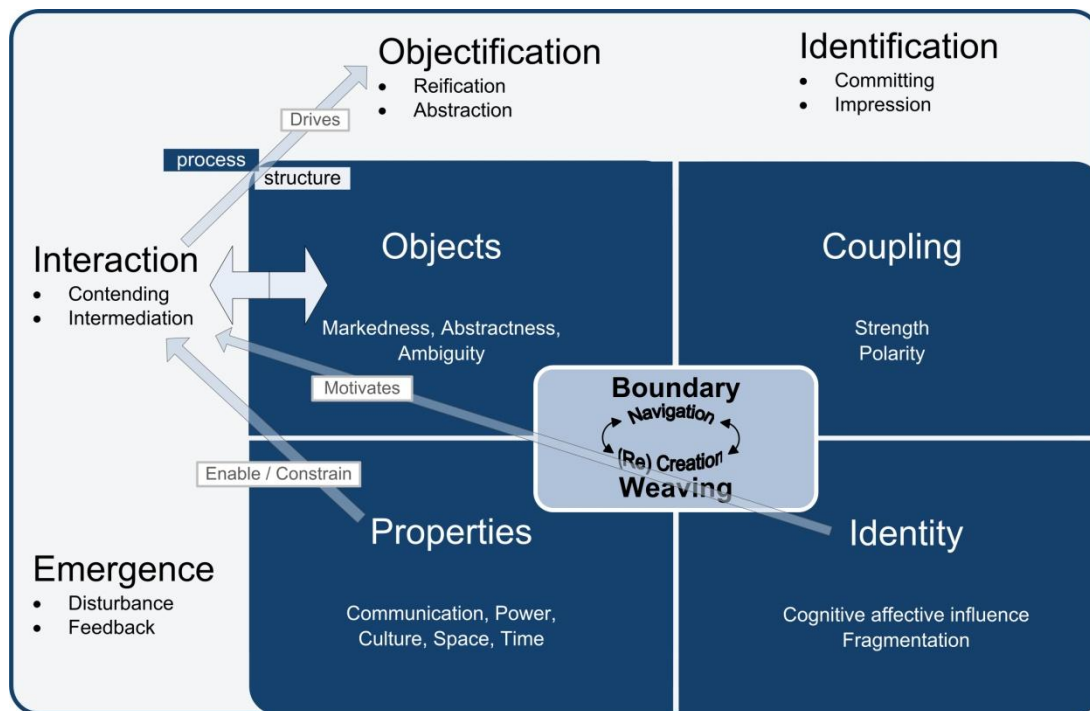 Objectification
• Reification
• Abstraction
Identification
• Committing
• Impression
Drives
process
structure
Interaction
• Contending
• Intermediation
Objects
Markedness, Abstractness,
Ambiguity
Coupling
Strength
Polarity
Motivates
Boundary
Navigation
(Re) Creation
Weaving
Enable / Constrain
Properties
Communication, Power,
Culture, Space, Time
Identity
Cognitive affective influence
Fragmentation
Emergence
• Disturbance
• Feedback